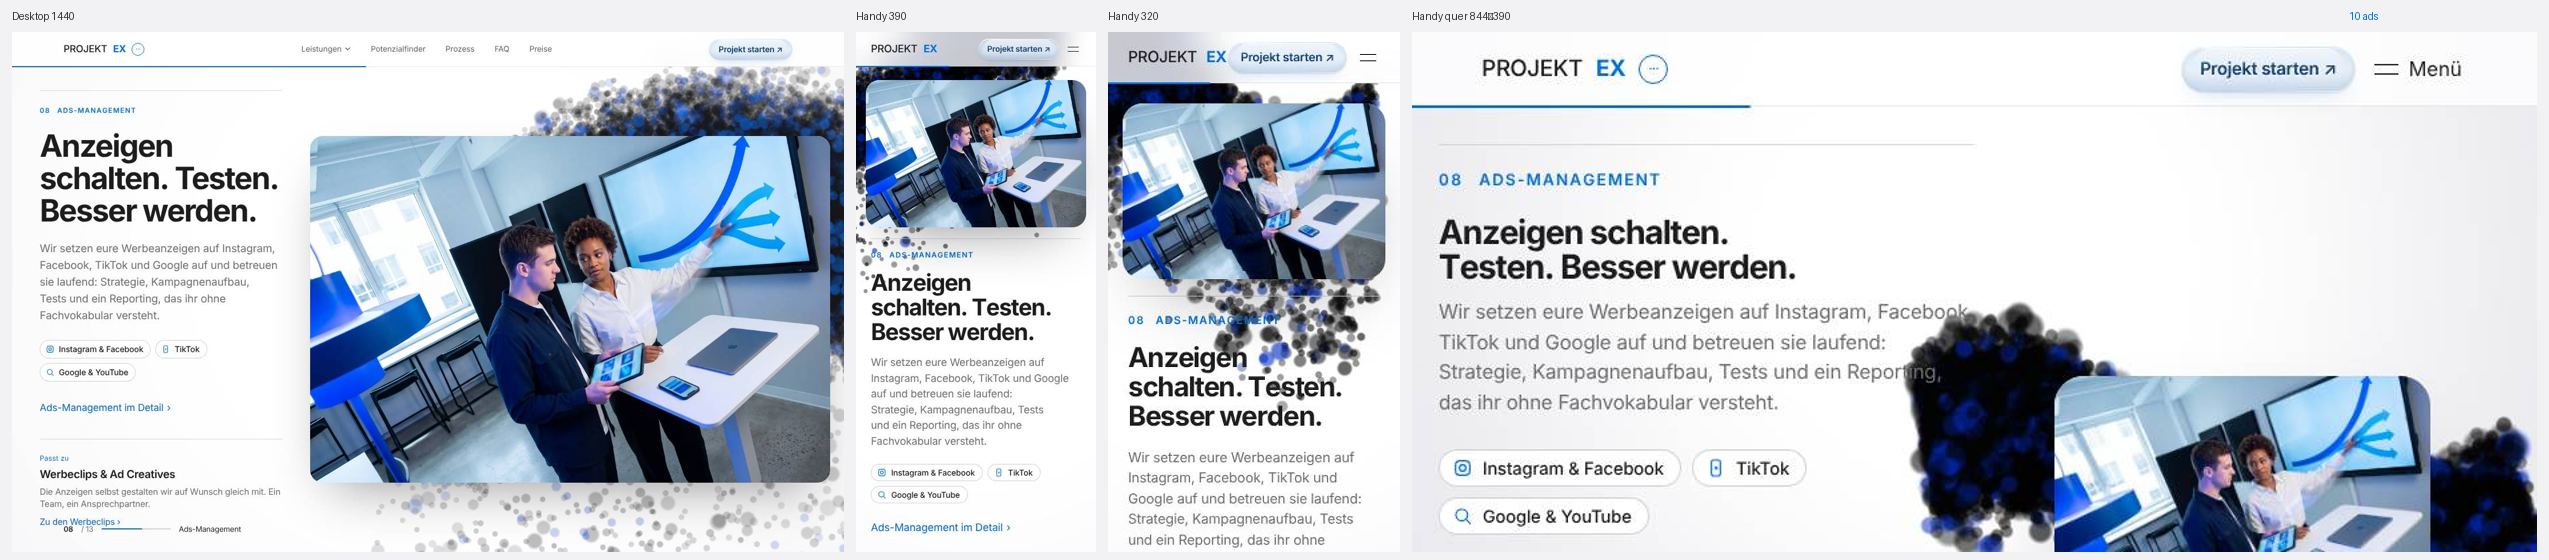 Desktop 1440
PROJEKT EX
Leistungen
Potenzialfinder
Prozess
FAQ
Preise
Projekt starten ↗
08 ADS-MANAGEMENT
Anzeigen
schalten. Testen.
Besser werden.
Wir setzen eure Werbeanzeigen auf Instagram,
Facebook, TikTok und Google auf und betreuen
sie laufend: Strategie, Kampagnenaufbau,
Tests und ein Reporting, das ihr ohne
Fachvokabular versteht.
Instagram & Facebook
TikTok
Google & YouTube
Ads-Management im Detail ›
Passt zu
Werbeclips & Ad Creatives
Die Anzeigen selbst gestalten wir auf Wunsch gleich mit. Ein
Team, ein Ansprechpartner.
Zu den Werbeclips ›
08 / 13
Ads-Management
Handy 390
PROJEKT EX
Projekt starten ↗
08 ADS-MANAGEMENT
Anzeigen
schalten. Testen.
Besser werden.
Wir setzen eure Werbeanzeigen auf
Instagram, Facebook, TikTok und Google
auf und betreuen sie laufend:
Strategie, Kampagnenaufbau, Tests
und ein Reporting, das ihr ohne
Fachvokabular versteht.
Instagram & Facebook
TikTok
Google & YouTube
Ads-Management im Detail ›
Handy 320
PROJEKT EX
Projekt starten ↗
08 ADS-MANAGEMENT
Anzeigen
schalten. Testen.
Besser werden.
Wir setzen eure Werbeanzeigen auf
Instagram, Facebook, TikTok und
Google auf und betreuen sie laufend:
Strategie, Kampagnenaufbau, Tests
und ein Reporting, das ihr ohne
Handy quer 844 390
10 ads
PROJEKT EX
Projekt starten ↗
Menü
08 ADS-MANAGEMENT
Anzeigen schalten.
Testen. Besser werden.
Wir setzen eure Werbeanzeigen auf Instagram, Facebook,
TikTok und Google auf und betreuen sie laufend:
Strategie, Kampagnenaufbau, Tests und ein Reporting,
das ihr ohne Fachvokabular versteht.
Instagram & Facebook
TikTok
Google & YouTube